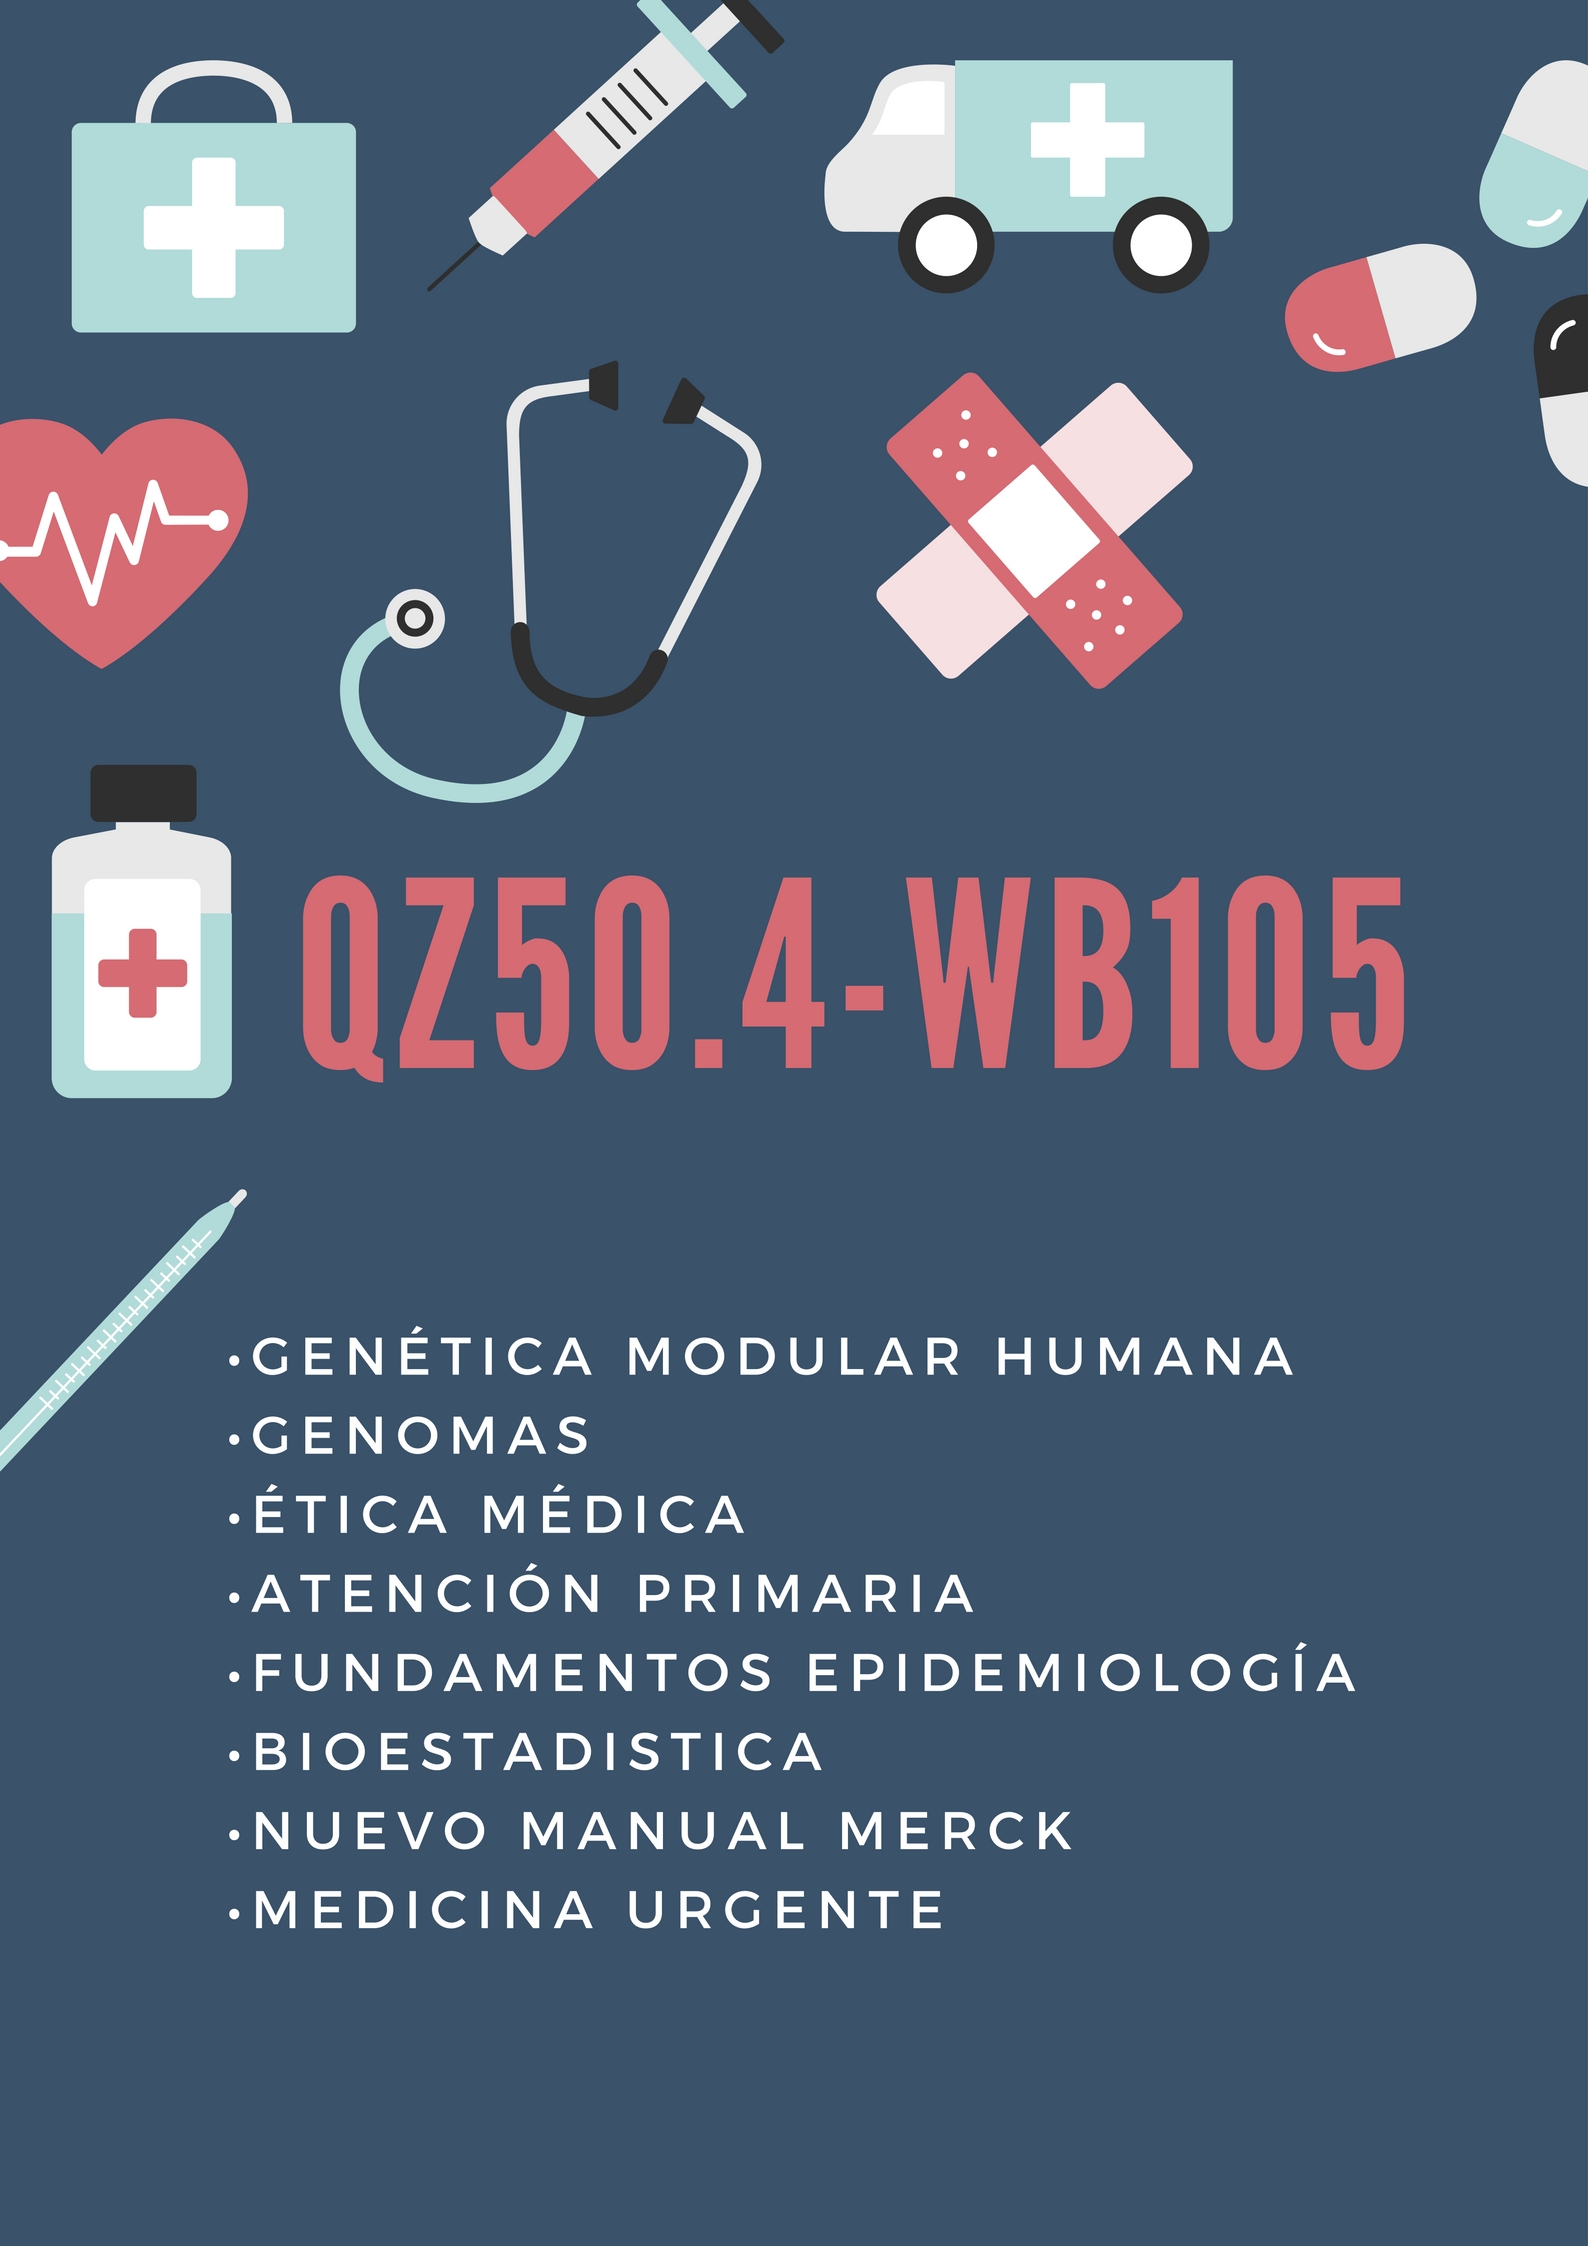 QZ50.4-WB105
•GENÉTICA MODULAR HUMANA
•GENOMAS
•ÉTICA MÉDICA
•ATENCIÓN PRIMARIA
•FUNDAMENTOS EPIDEMIOLOGÍA
•BIOESTADISTICA
•NUEVO MANUAL MERCK
•MEDICINA URGENTE